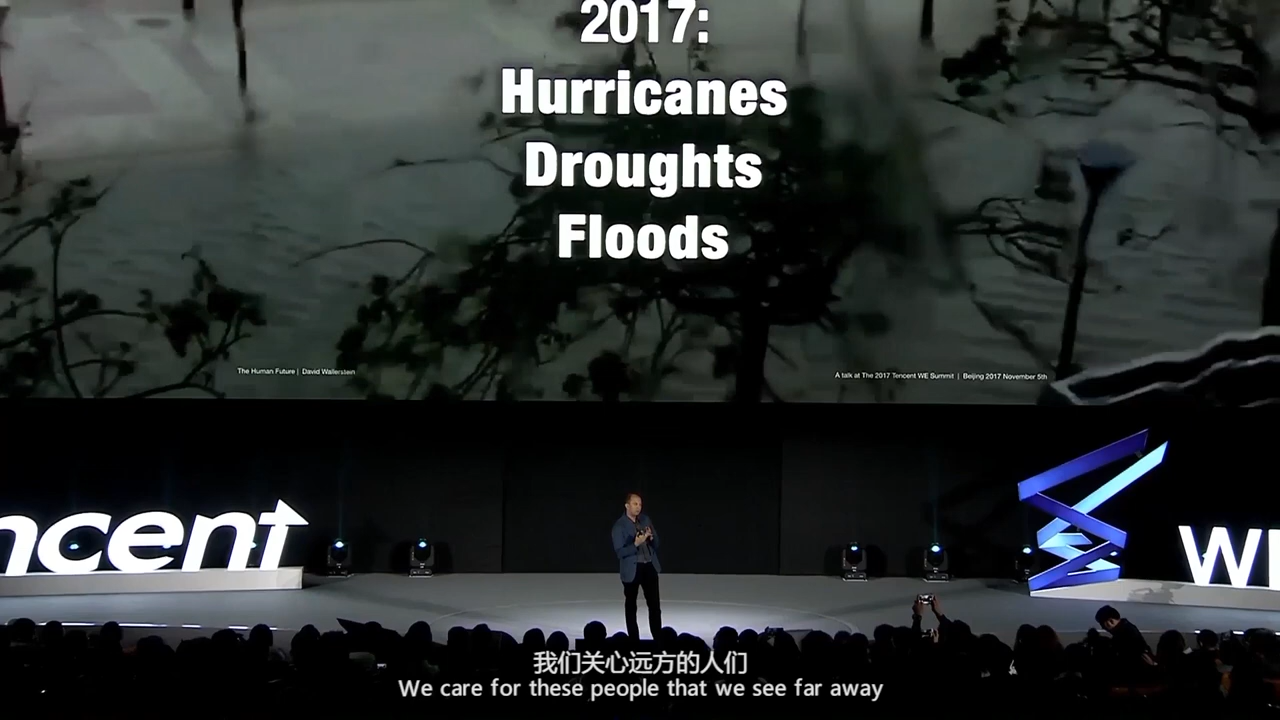 2017:
Hurricanes
Droughts
Floods
The Human Future | David Wallerstein
A talk at The 2017 Tencent WE Summit | Beijing 2017 November 5th
ncent
WE
我们关心远方的人们
We care for these people that we see far away